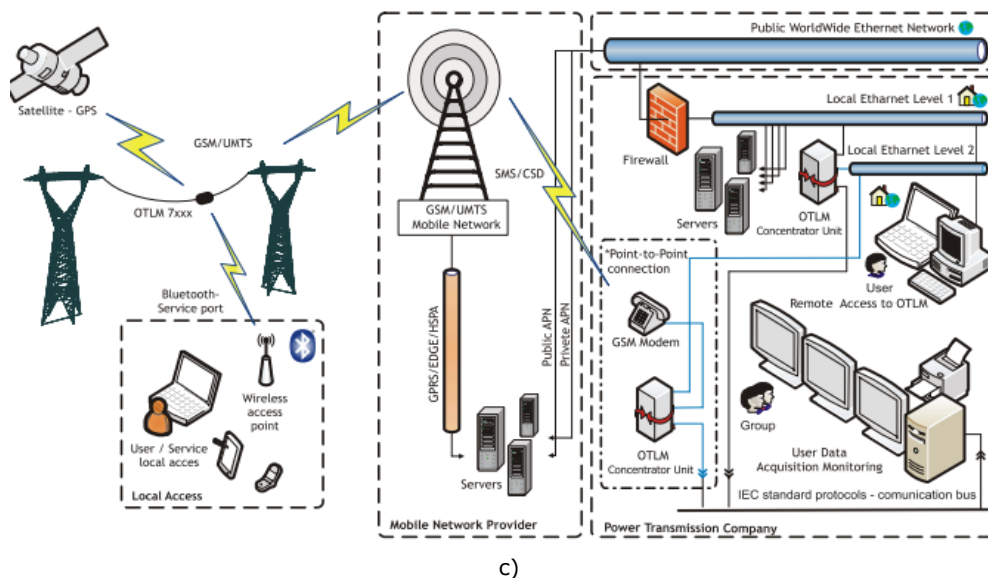 Satellite - GPS
GSM/UMTS
OTLM 7xxx
Bluetooth-
Service port
Wireless
access
point
User / Service
local acces
Local Access
SMS/CSD
GSM/UMTS
Mobile Network
GPRS/EDGE/HSPA
Public APN
Privete APN
Servers
Mobile Network Provider
Public WorldWide Ethernet Network
Local Etharnet Level 1
Firewall
Local Ethernet Level 2
Servers
OTLM
Concentrator Unit
*Point-to-Point
connection
User
Remote Access to OTLM
GSM Modem
Group
OTLM
Concentrator Unit
User Data
Acquisition Monitoring
IEC standard protocols - comunication bus
Power Transmission Company
c)